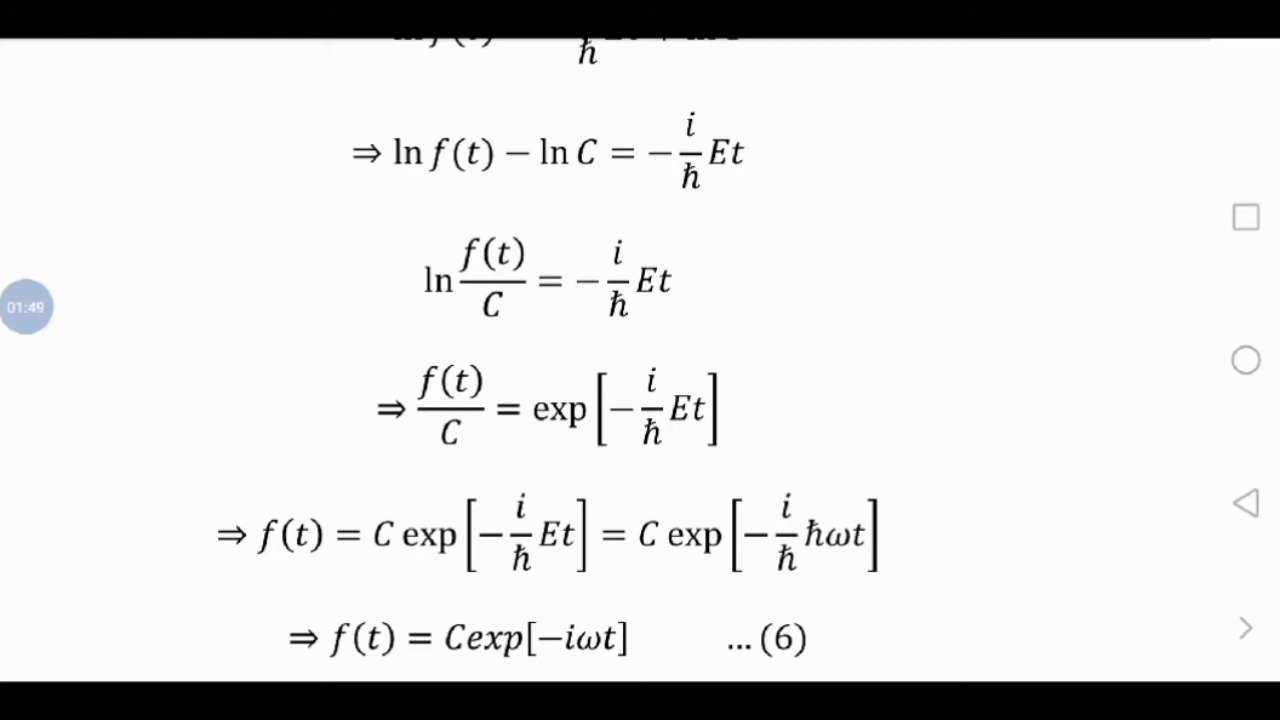 ⇒ ln f(t) − ln C = − i/ħ Et
01:49
ln f(t)/C = − i/ħ Et
⇒ f(t)/C = exp[− i/ħ Et]
⇒ f(t) = C exp[− i/ħ Et] = C exp[− i/ħ ħωt]
⇒ f(t) = Cexp[−iωt] ... (6)